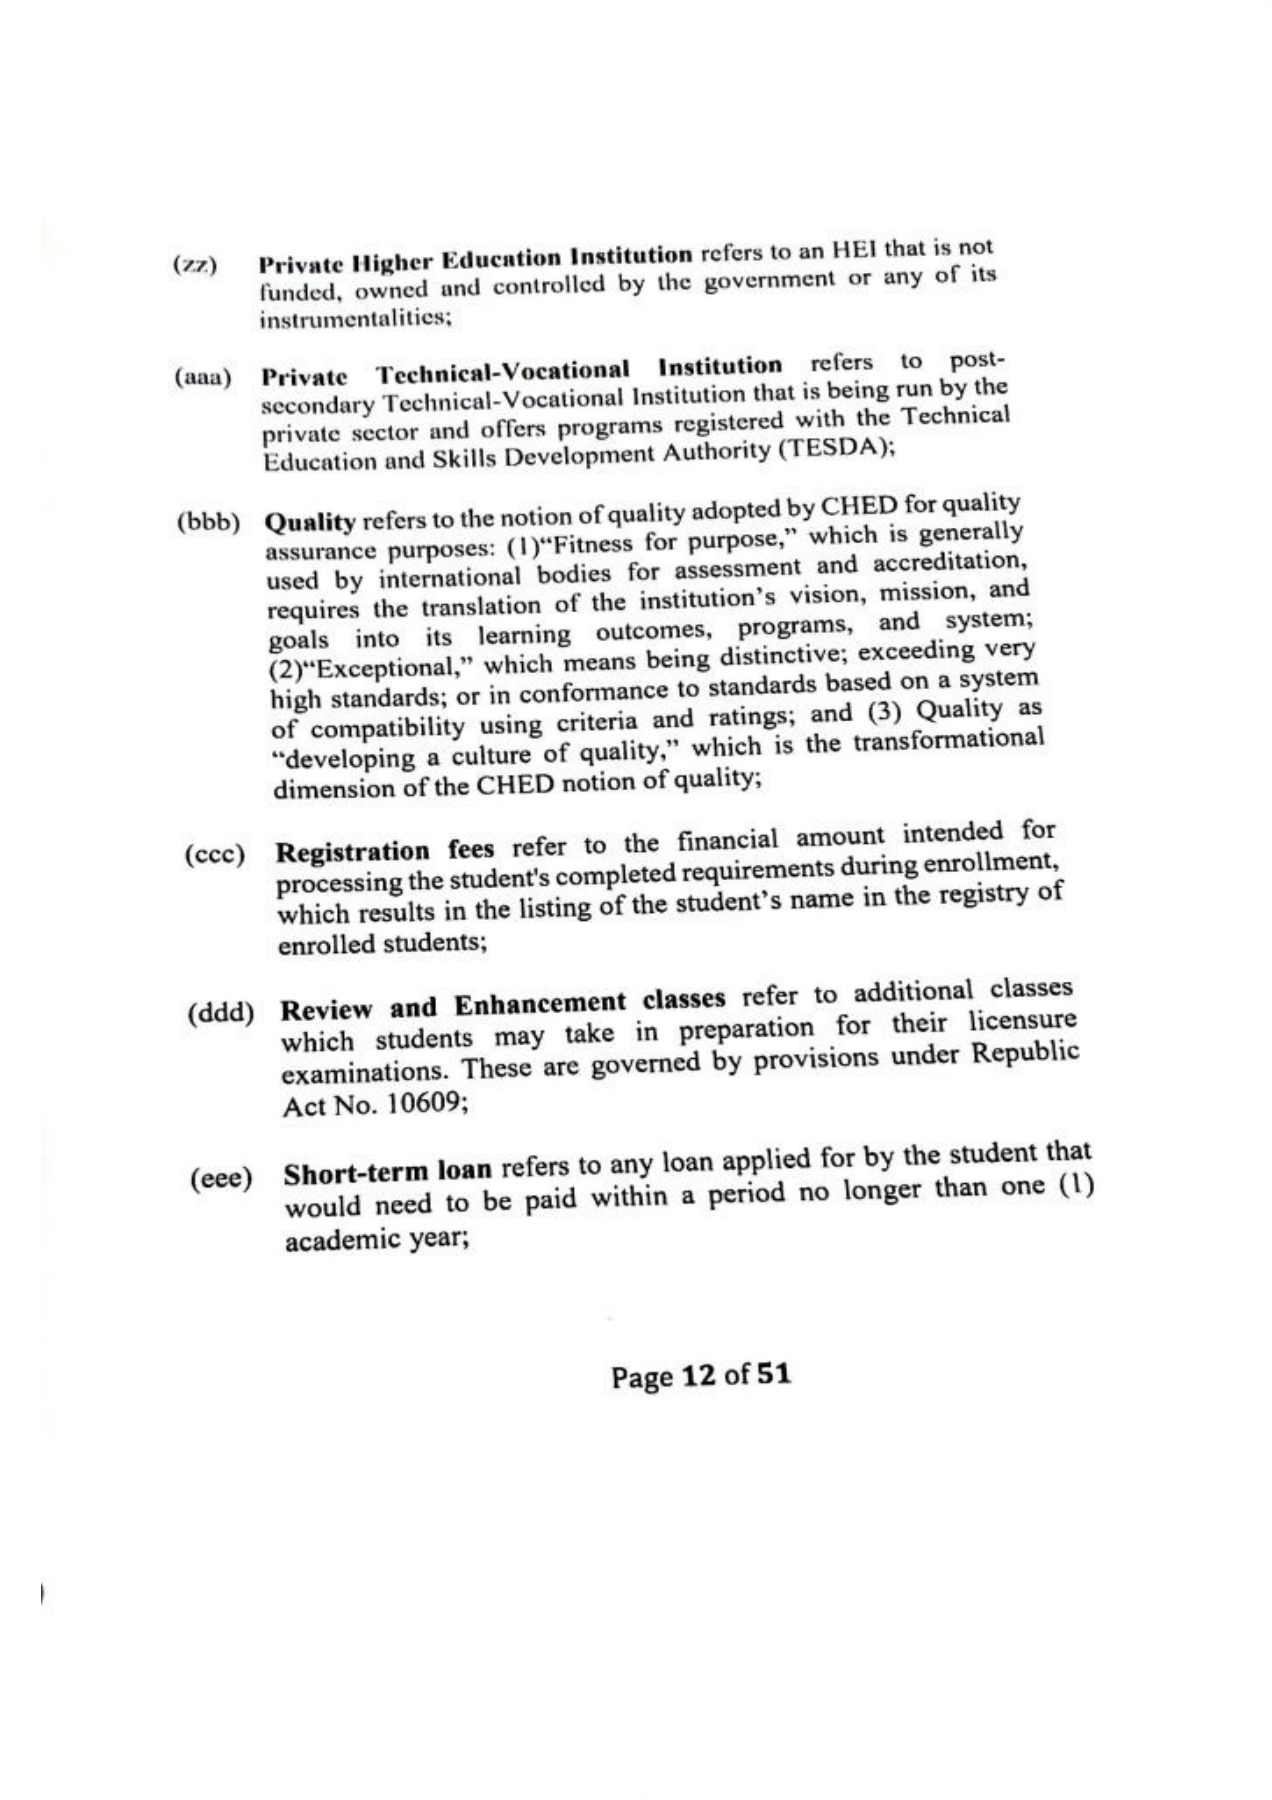 (zz) Private Higher Education Institution refers to an HEI that is not
funded, owned and controlled by the government or any of its
instrumentalities;
(aaa) Private Technical-Vocational Institution refers to post-
secondary Technical-Vocational Institution that is being run by the
private sector and offers programs registered with the Technical
Education and Skills Development Authority (TESDA);
(bbb) Quality refers to the notion of quality adopted by CHED for quality
assurance purposes: (1)“Fitness for purpose,” which is generally
used by international bodies for assessment and accreditation,
requires the translation of the institution’s vision, mission, and
goals into its learning outcomes, programs, and system;
(2)“Exceptional,” which means being distinctive; exceeding very
high standards; or in conformance to standards based on a system
of compatibility using criteria and ratings; and (3) Quality as
“developing a culture of quality,” which is the transformational
dimension of the CHED notion of quality;
(ccc) Registration fees refer to the financial amount intended for
processing the student's completed requirements during enrollment,
which results in the listing of the student’s name in the registry of
enrolled students;
(ddd) Review and Enhancement classes refer to additional classes
which students may take in preparation for their licensure
examinations. These are governed by provisions under Republic
Act No. 10609;
(eee) Short-term loan refers to any loan applied for by the student that
would need to be paid within a period no longer than one (1)
academic year;
Page 12 of 51